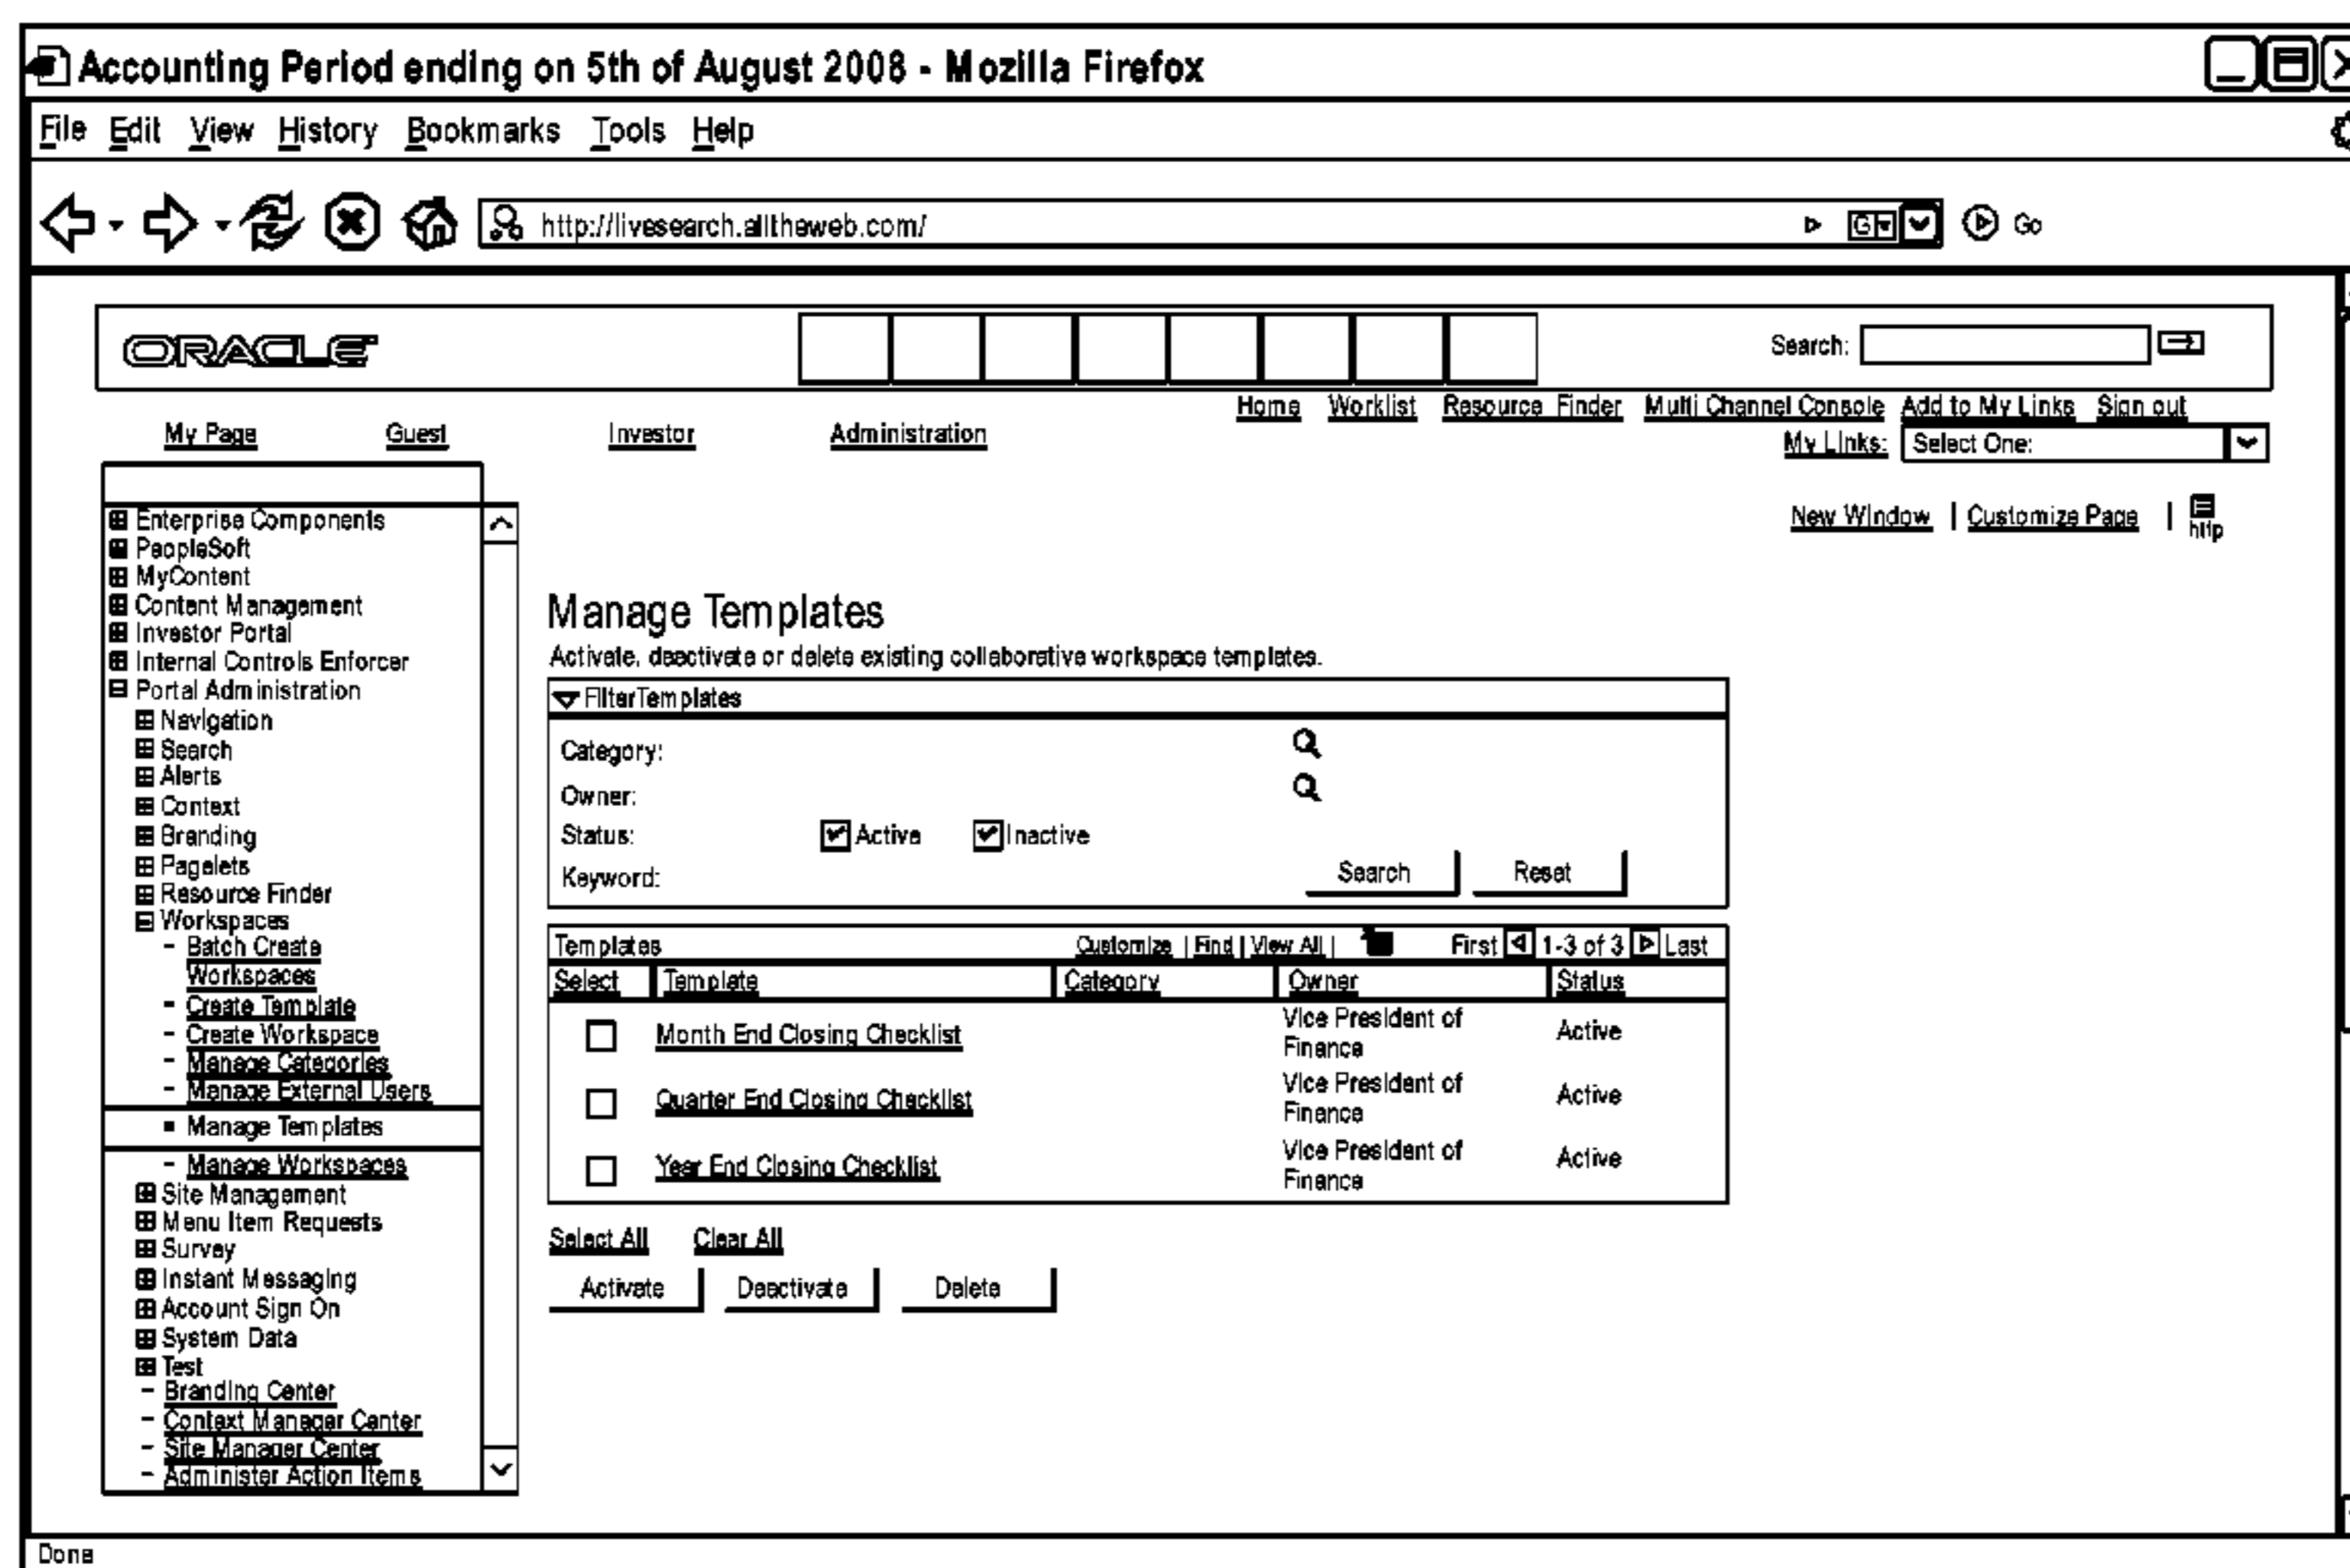 Accounting Period ending on 5th of August 2008 - Mozilla Firefox
File Edit View History Bookmarks Tools Help
http://livesearch.alltheweb.com/ G Go
ORACLE
Search:
Home Worklist Resource Finder Multi Channel Console Add to My Links Sign out
My Page Guest Investor Administration
My Links: Select One:
New Window | Customize Page | http
Enterprise Components
PeopleSoft
MyContent
Content Management
Investor Portal
Internal Controls Enforcer
Portal Administration
Navigation
Search
Alerts
Context
Branding
Pagelets
Resource Finder
Workspaces
- Batch Create
Workspaces
- Create Template
- Create Workspace
- Manage Categories
- Manage External Users
▪ Manage Templates
- Manage Workspaces
Site Management
Menu Item Requests
Survey
Instant Messaging
Account Sign On
System Data
Test
- Branding Center
- Context Manager Center
- Site Manager Center
- Administer Action Items
Manage Templates
Activate, deactivate or delete existing collaborative workspace templates.
FilterTemplates
Category:
Owner:
Status: Active Inactive
Keyword: Search Reset
Templates Customize | Find | View All | First 1-3 of 3 Last
Select Template Category Owner Status
Month End Closing Checklist Vice President of Active
Finance
Quarter End Closing Checklist Vice President of Active
Finance
Year End Closing Checklist Vice President of Active
Finance
Select All Clear All
Activate Deactivate Delete
Done